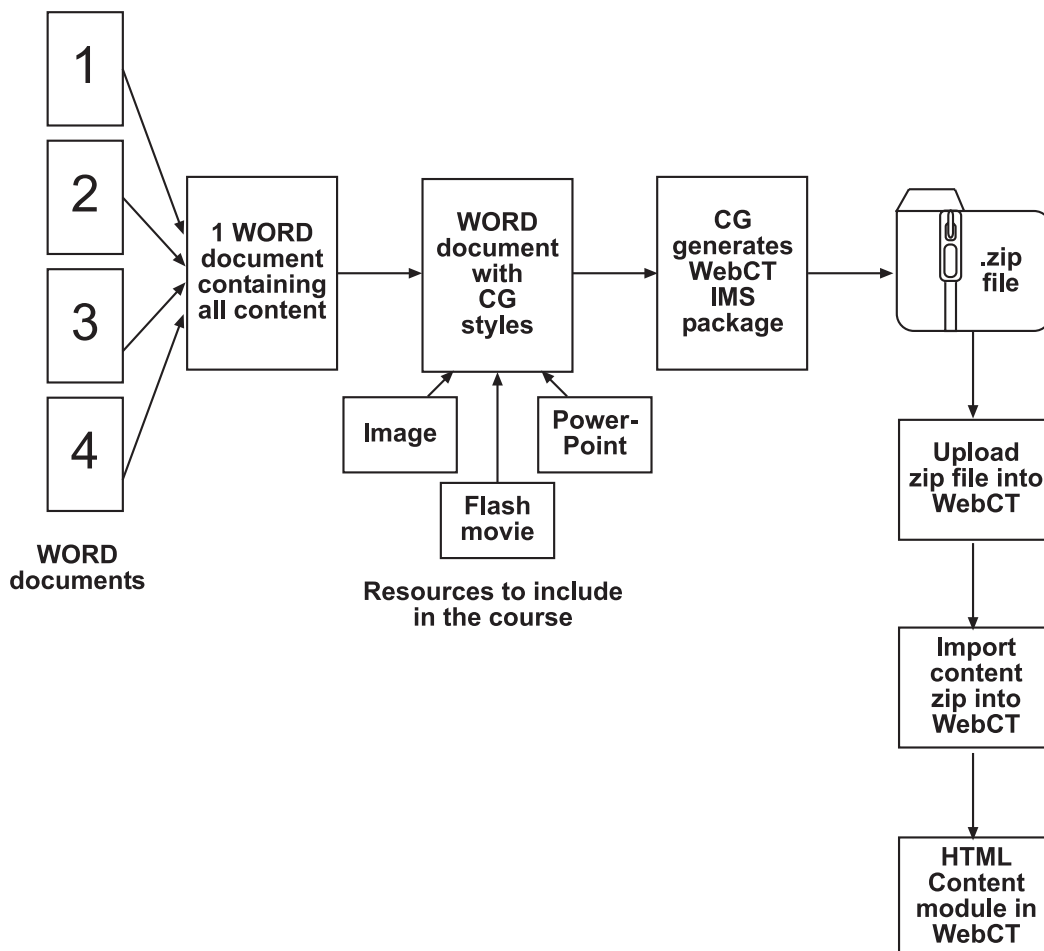 1
2
3
4
WORD
documents
1 WORD
document
containing
all content
WORD
document
with
CG
styles
Image
Flash
movie
Power-
Point
Resources to include
in the course
CG
generates
WebCT
IMS
package
.zip
file
Upload
zip file into
WebCT
Import
content
zip into
WebCT
HTML
Content
module in
WebCT